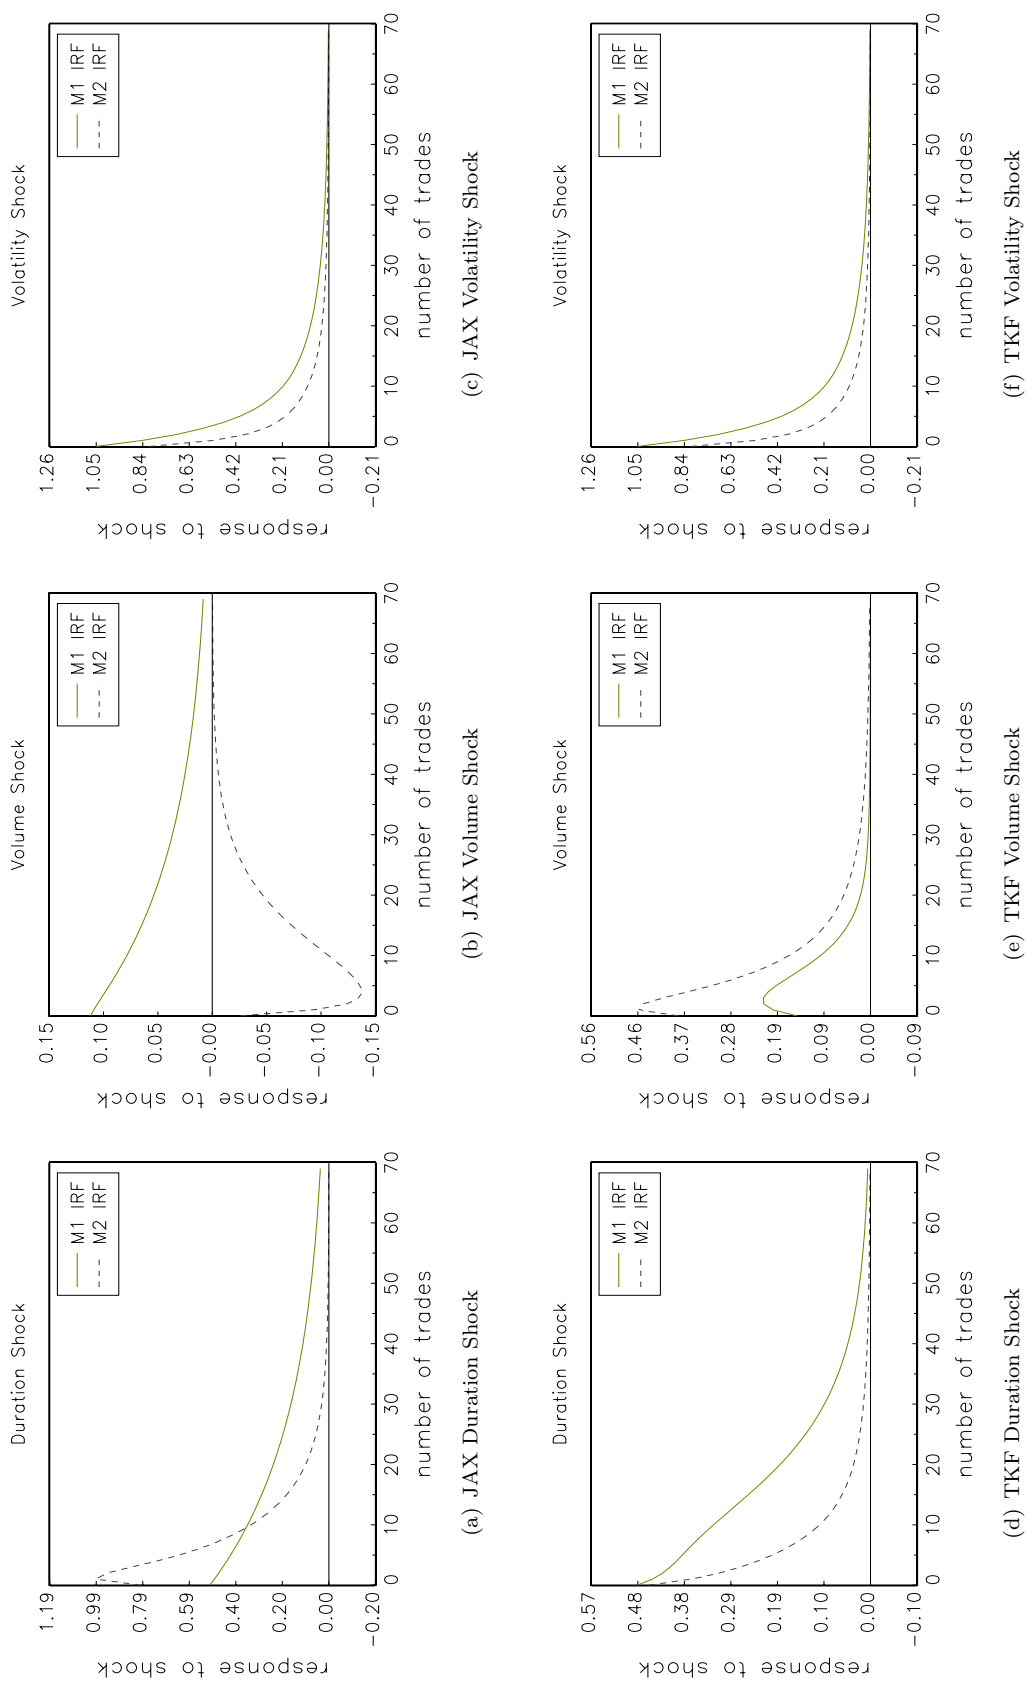 Duration Shock
M1 IRF
M2 IRF
response to shock
1.19
0.99
0.79
0.59
0.40
0.20
0.00
−0.20
0 10 20 30 40 50 60 70
number of trades
(a) JAX Duration Shock
Volume Shock
M1 IRF
M2 IRF
response to shock
0.15
0.10
0.05
−0.00
−0.05
−0.10
−0.15
0 10 20 30 40 50 60 70
number of trades
(b) JAX Volume Shock
Volatility Shock
M1 IRF
M2 IRF
response to shock
1.26
1.05
0.84
0.63
0.42
0.21
0.00
−0.21
0 10 20 30 40 50 60 70
number of trades
(c) JAX Volatility Shock
Duration Shock
M1 IRF
M2 IRF
response to shock
0.57
0.48
0.38
0.29
0.19
0.10
0.00
−0.10
0 10 20 30 40 50 60 70
number of trades
(d) TKF Duration Shock
Volume Shock
M1 IRF
M2 IRF
response to shock
0.56
0.46
0.37
0.28
0.19
0.09
0.00
−0.09
0 10 20 30 40 50 60 70
number of trades
(e) TKF Volume Shock
Volatility Shock
M1 IRF
M2 IRF
response to shock
1.26
1.05
0.84
0.63
0.42
0.21
0.00
−0.21
0 10 20 30 40 50 60 70
number of trades
(f) TKF Volatility Shock